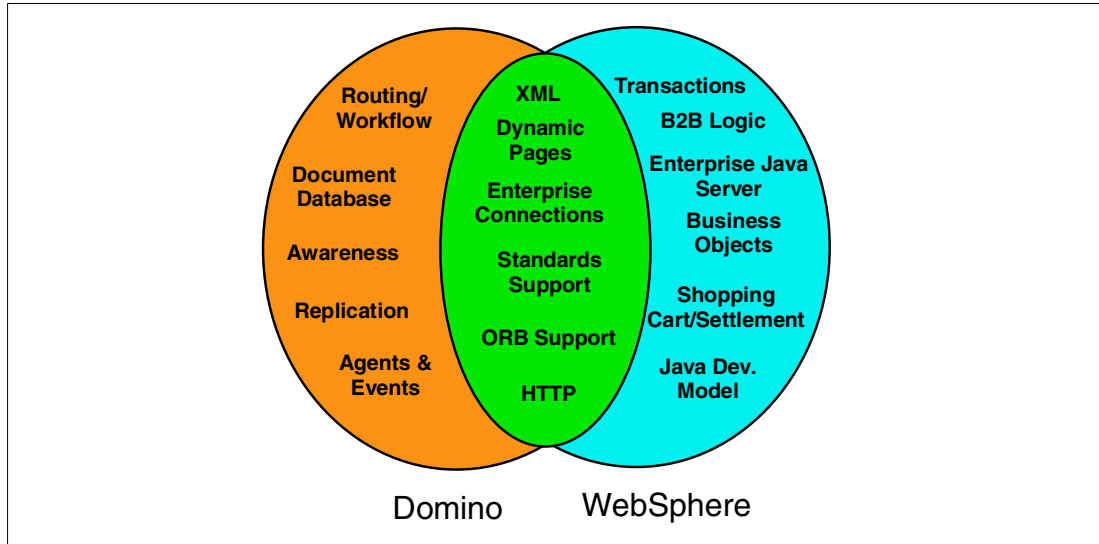 Routing/
Workflow
Document
Database
Awareness
Replication
Agents &
Events
XML
Dynamic
Pages
Enterprise
Connections
Standards
Support
ORB Support
HTTP
Transactions
B2B Logic
Enterprise Java
Server
Business
Objects
Shopping
Cart/Settlement
Java Dev.
Model
Domino
WebSphere